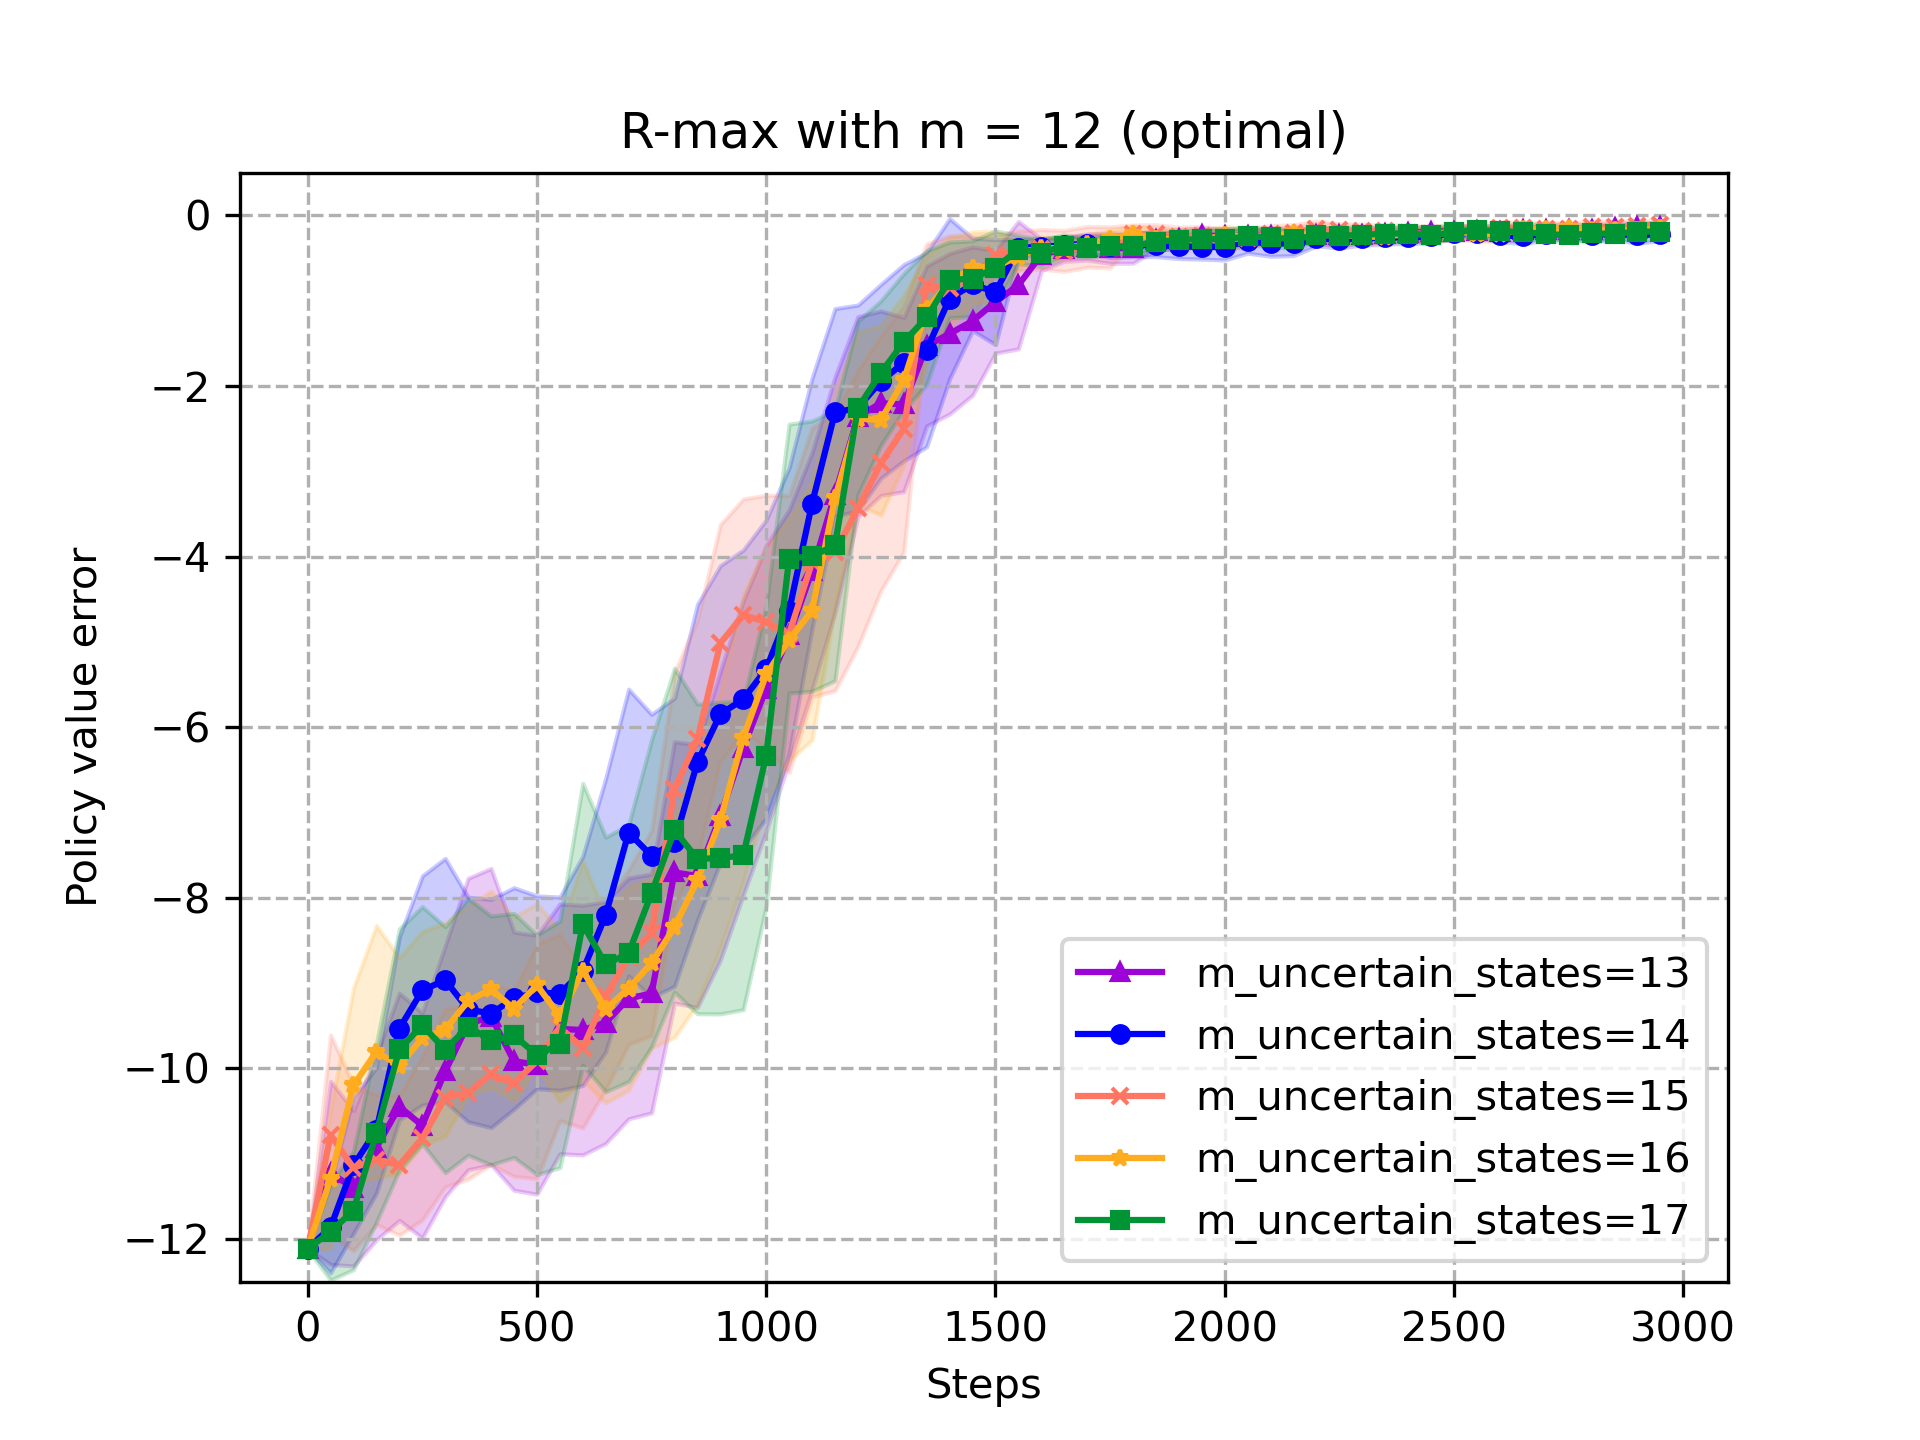 R-max with m = 12 (optimal)
Policy value error
0
−2
−4
−6
−8
−10
−12
0 500 1000 1500 2000 2500 3000
Steps
m_uncertain_states=13
m_uncertain_states=14
m_uncertain_states=15
m_uncertain_states=16
m_uncertain_states=17